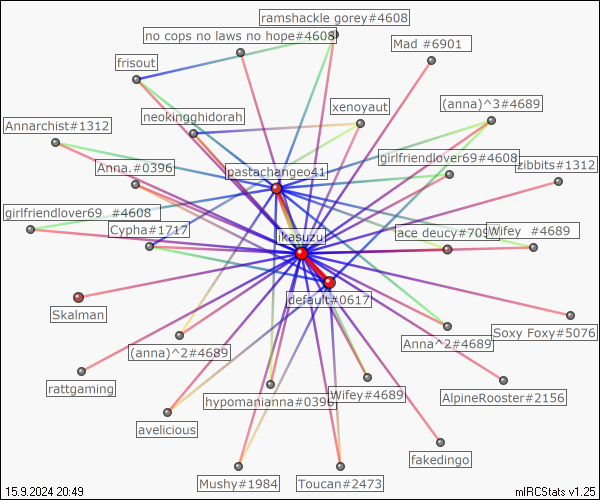 ramshackle gorey#4608
no cops no laws no hope#4608
Mad #6901
frisout
xenoyaut
(anna)^3#4689
neokingghidorah
Annarchist#1312
girlfriendlover69#4608
zibbits#1312
Anna.#0396
pastachangeo41
girlfriendlover69 #4608
Cypha#1717
ikasuzu
ace deucy#709
Wifey #4689
default#0617
Skalman
Soxy Foxy#5076
(anna)^2#4689
Anna^2#4689
rattgaming
hypomanianna#0396
Wifey#4689
AlpineRooster#2156
avelicious
fakedingo
Mushy#1984
Toucan#2473
15.9.2024 20:49
mIRCStats v1.25